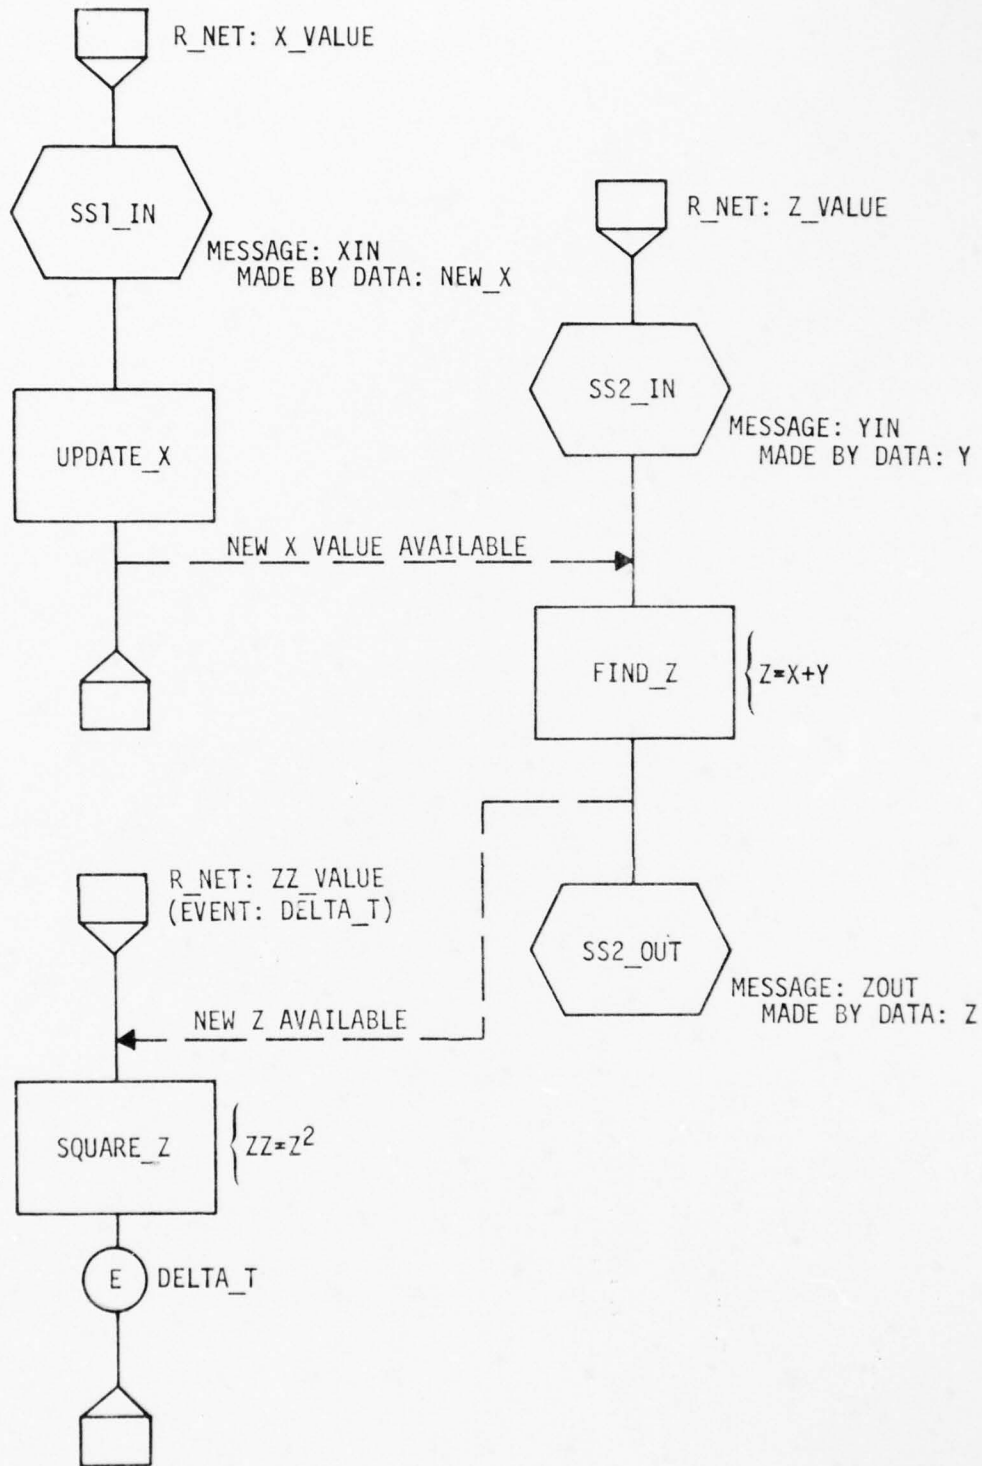 R_NET: X_VALUE
SS1_IN
MESSAGE: XIN
MADE BY DATA: NEW_X
UPDATE_X
R_NET: Z_VALUE
SS2_IN
MESSAGE: YIN
MADE BY DATA: Y
NEW X VALUE AVAILABLE
FIND_Z
Z=X+Y
R_NET: ZZ_VALUE
(EVENT: DELTA_T)
SS2_OUT
MESSAGE: ZOUT
MADE BY DATA: Z
NEW Z AVAILABLE
SQUARE_Z
ZZ=Z²
E
DELTA_T